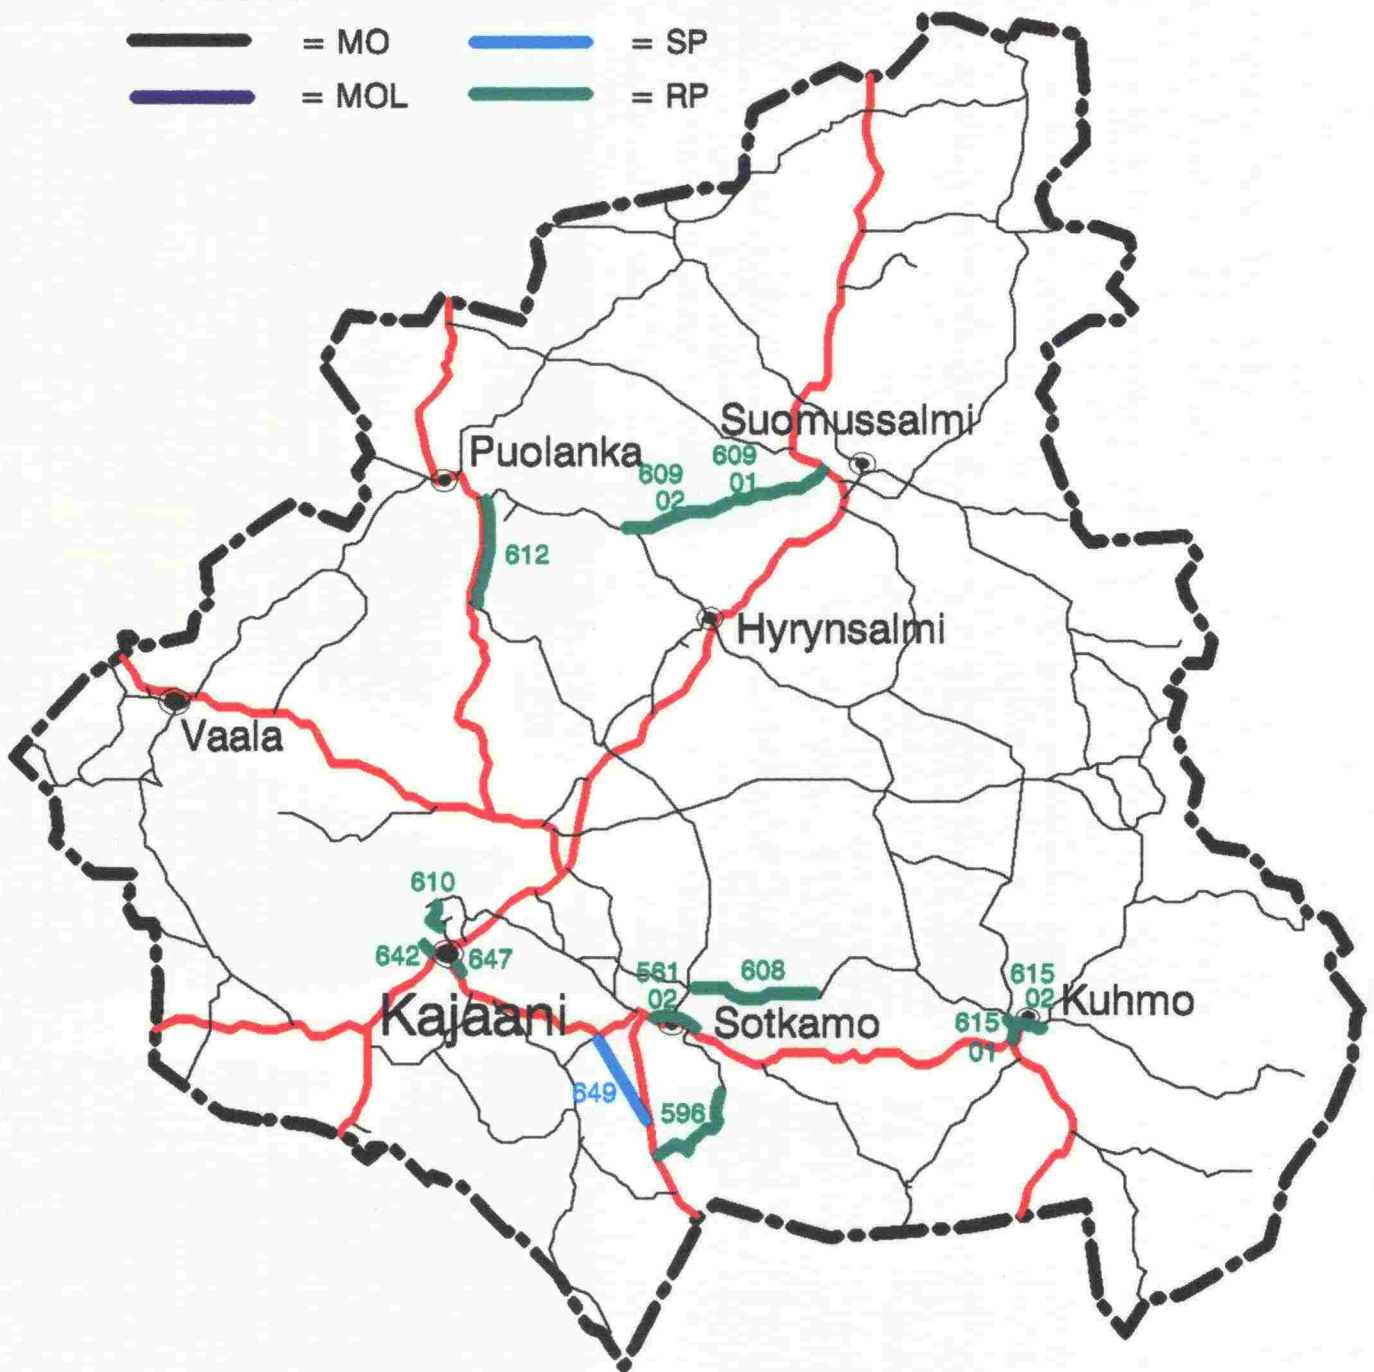 = MO
= SP
= MOL
= RP
Suomussalmi
Puolanka
609
01
609
02
612
Hyrynsalmi
Vaala
610
642
647
561
02
608
615
02
Kuhmo
Kajaani
Sotkamo
615
01
649
596